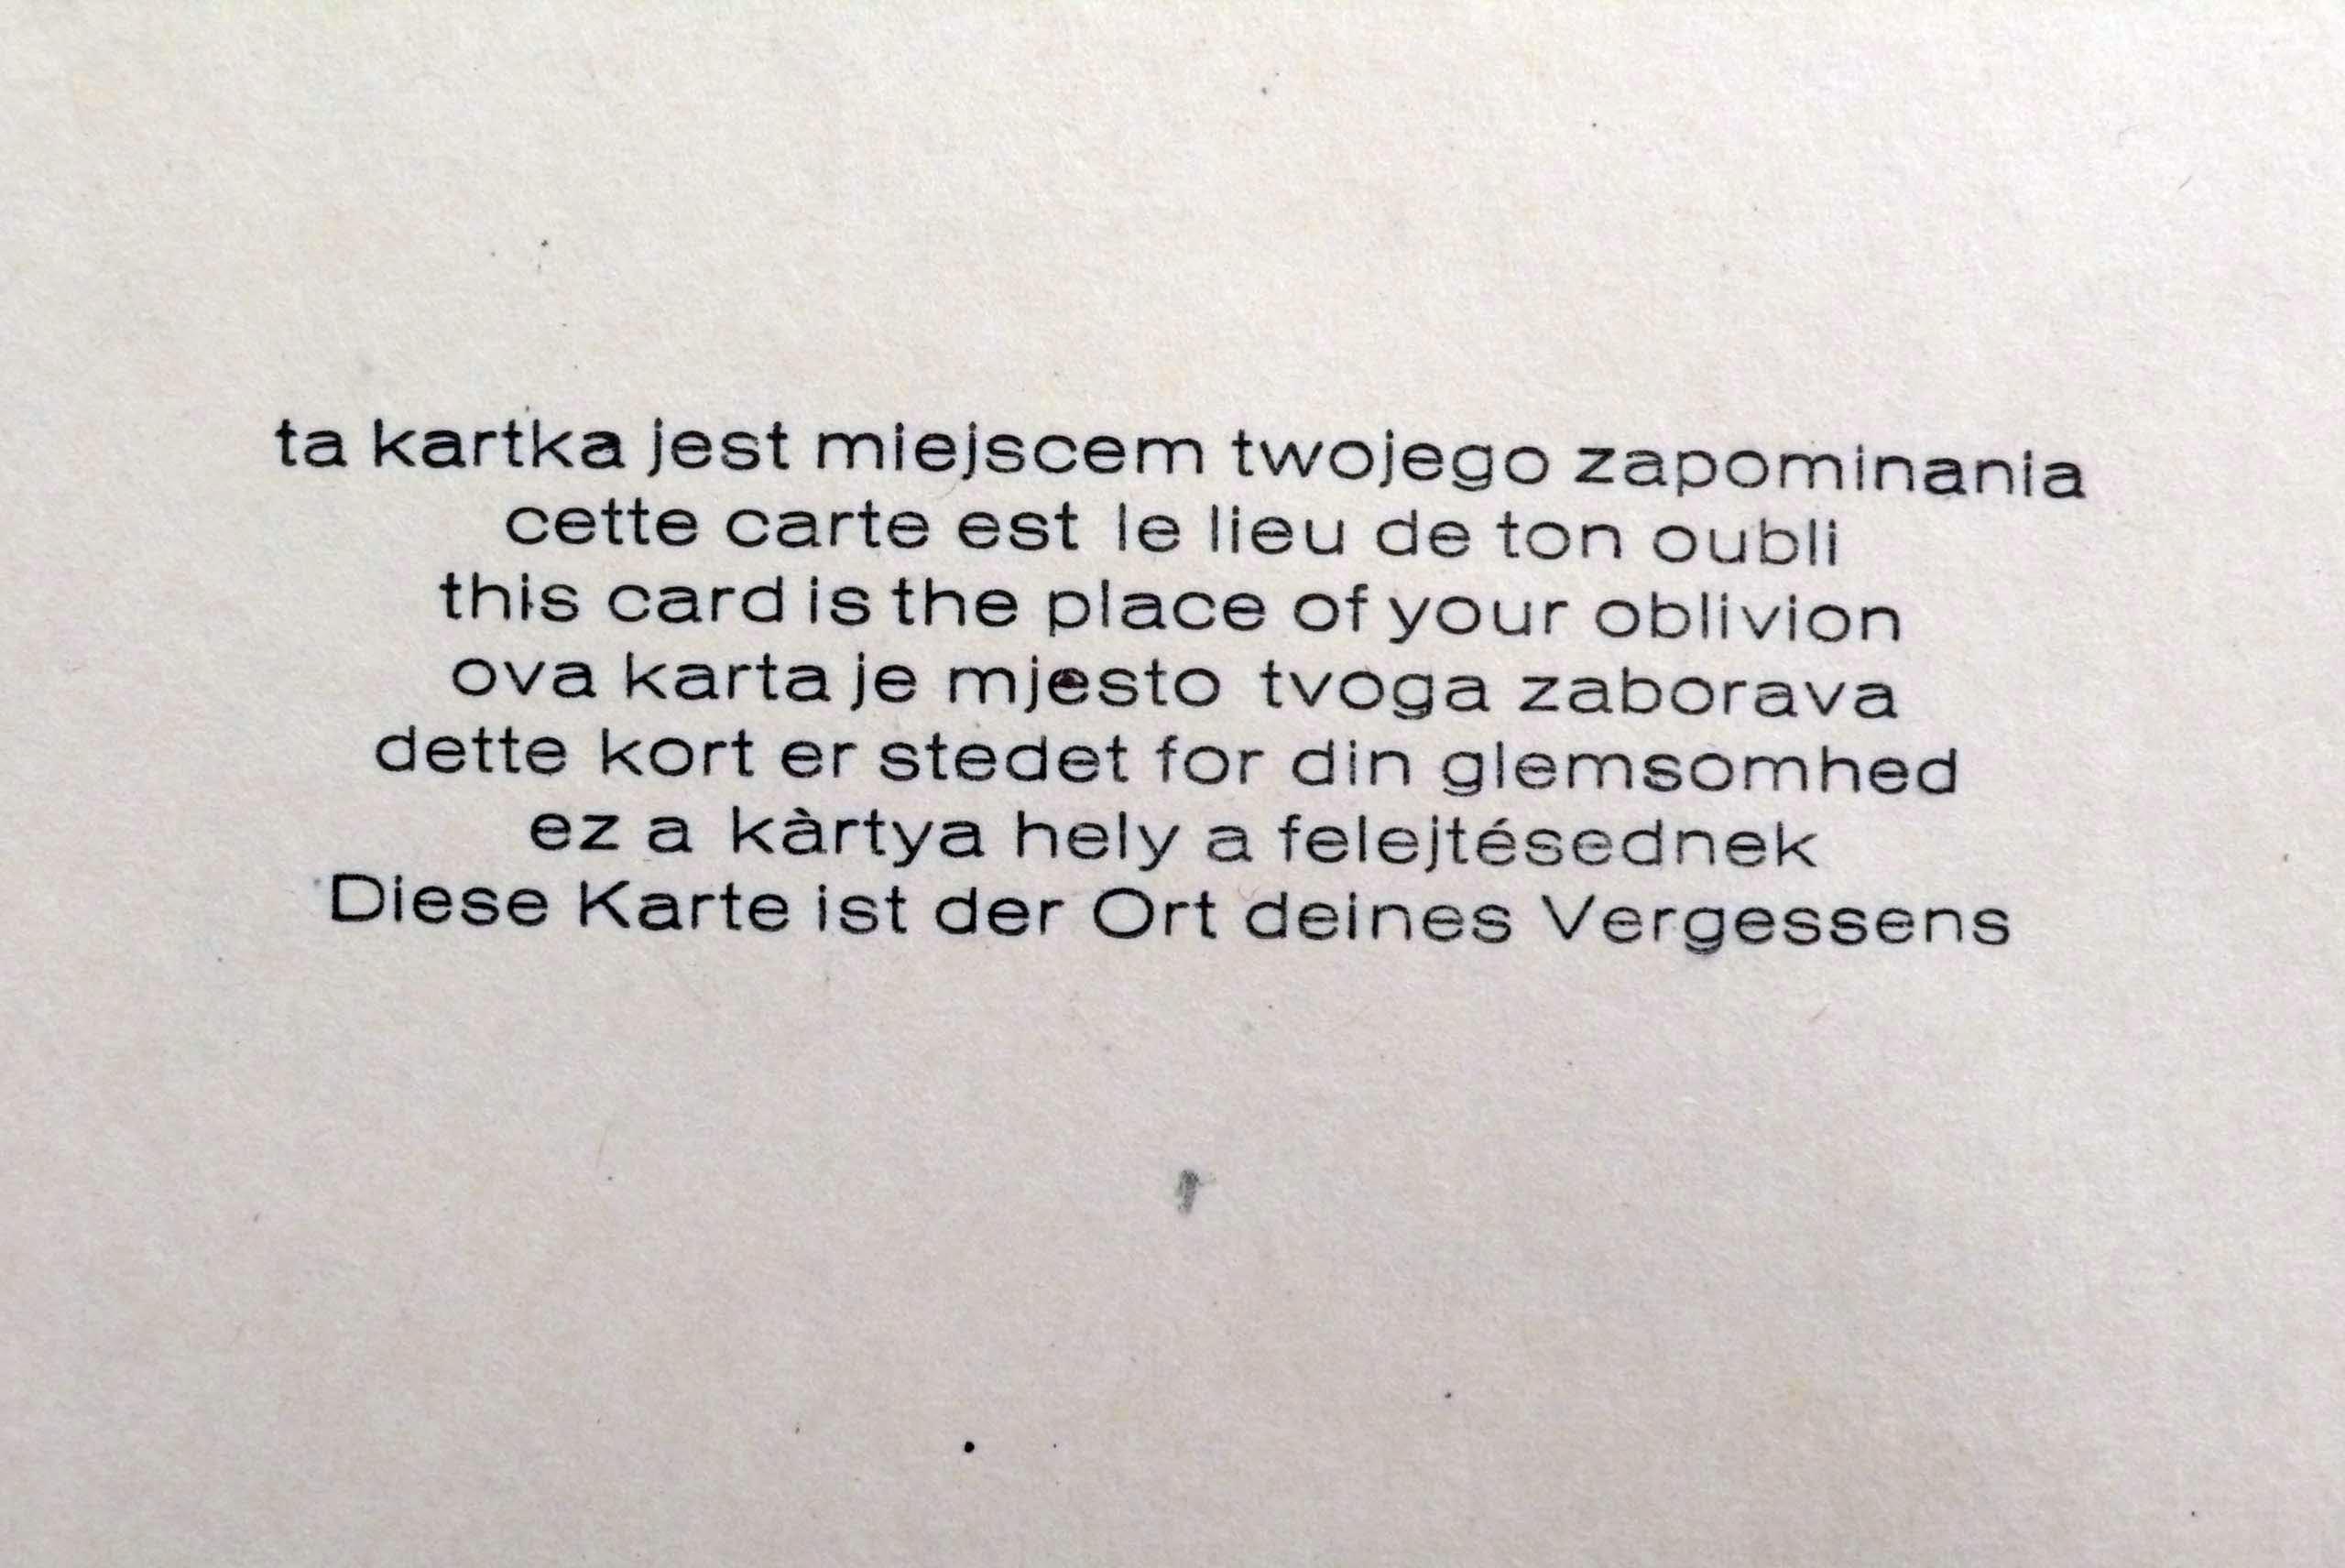 ta kartka jest miejscem twojego zapominania
cette carte est le lieu de ton oubli
this card is the place of your oblivion
ova karta je mjesto tvoga zaborava
dette kort er stedet for din glemsomhed
ez a kàrtya hely a felejtésednek
Diese Karte ist der Ort deines Vergessens